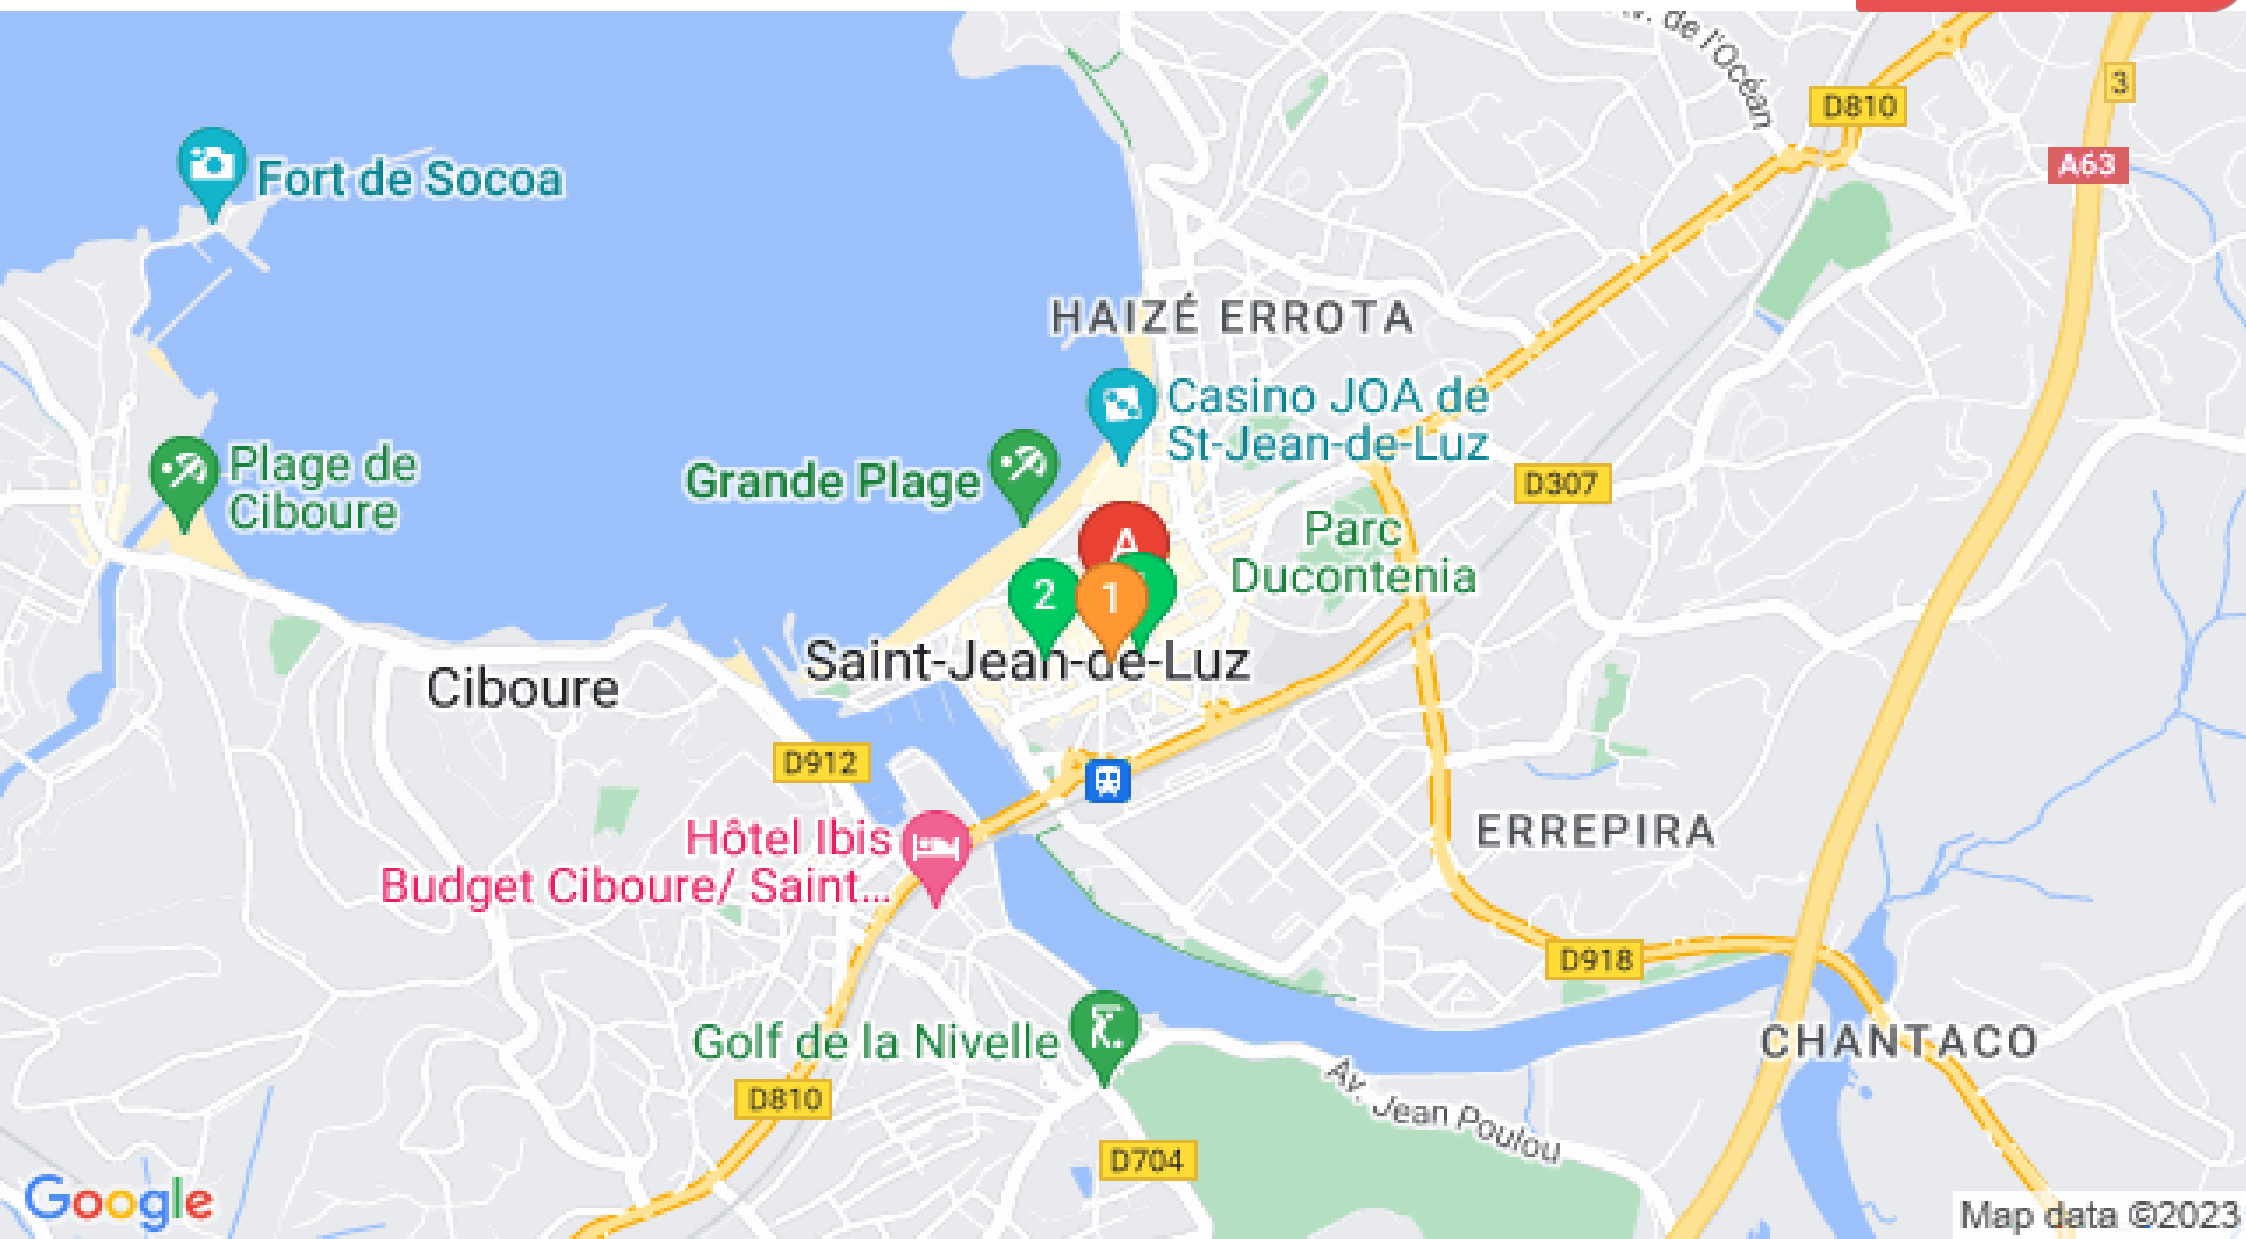 Av. de l'Océan
3
D810
A63
Fort de Socoa
HAIZÉ ERROTA
Casino JOA de
St-Jean-de-Luz
Plage de
Ciboure
Grande Plage
D307
Parc
Ducontenia
A
2
1
Saint-Jean-de-Luz
Ciboure
D912
Hôtel Ibis
Budget Ciboure/ Saint...
ERREPIRA
D918
Golf de la Nivelle
CHANTACO
Av. Jean Poulou
D810
D704
Google
Map data ©2023